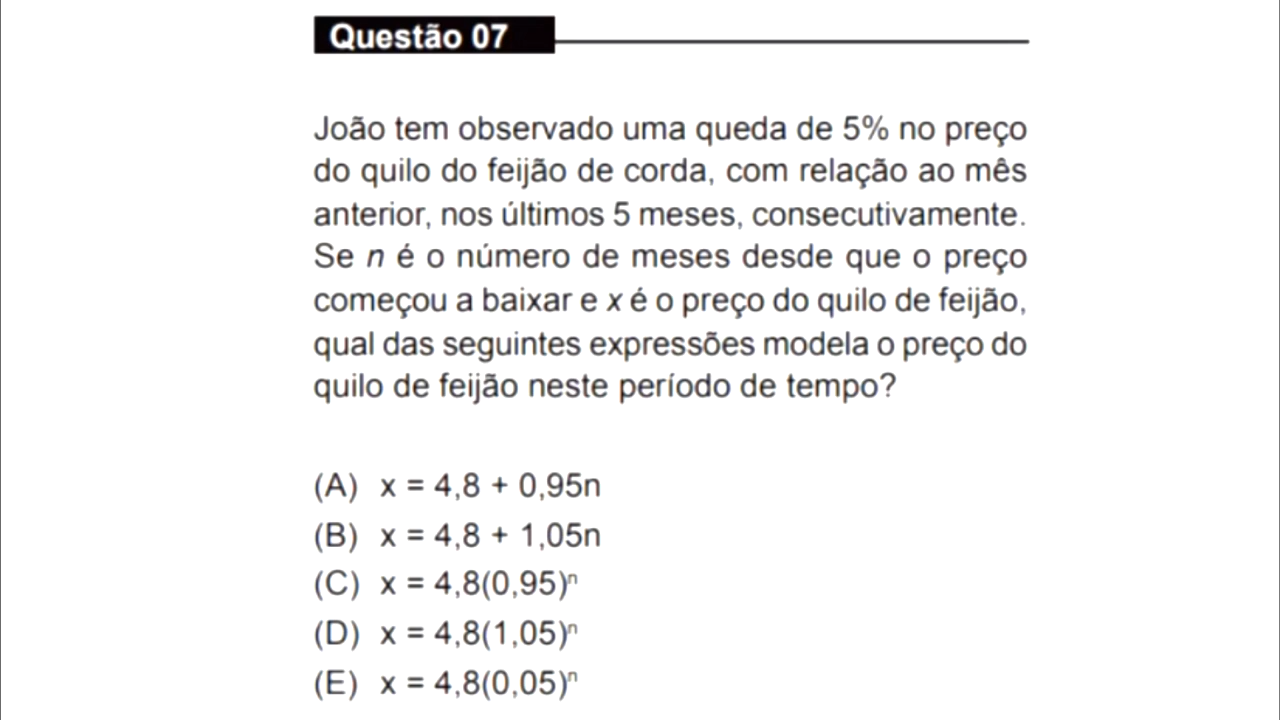 Questão 07
João tem observado uma queda de 5% no preço
do quilo do feijão de corda, com relação ao mês
anterior, nos últimos 5 meses, consecutivamente.
Se n é o número de meses desde que o preço
começou a baixar e x é o preço do quilo de feijão,
qual das seguintes expressões modela o preço do
quilo de feijão neste período de tempo?
(A) x = 4,8 + 0,95n
(B) x = 4,8 + 1,05n
(C) x = 4,8(0,95)ⁿ
(D) x = 4,8(1,05)ⁿ
(E) x = 4,8(0,05)ⁿ